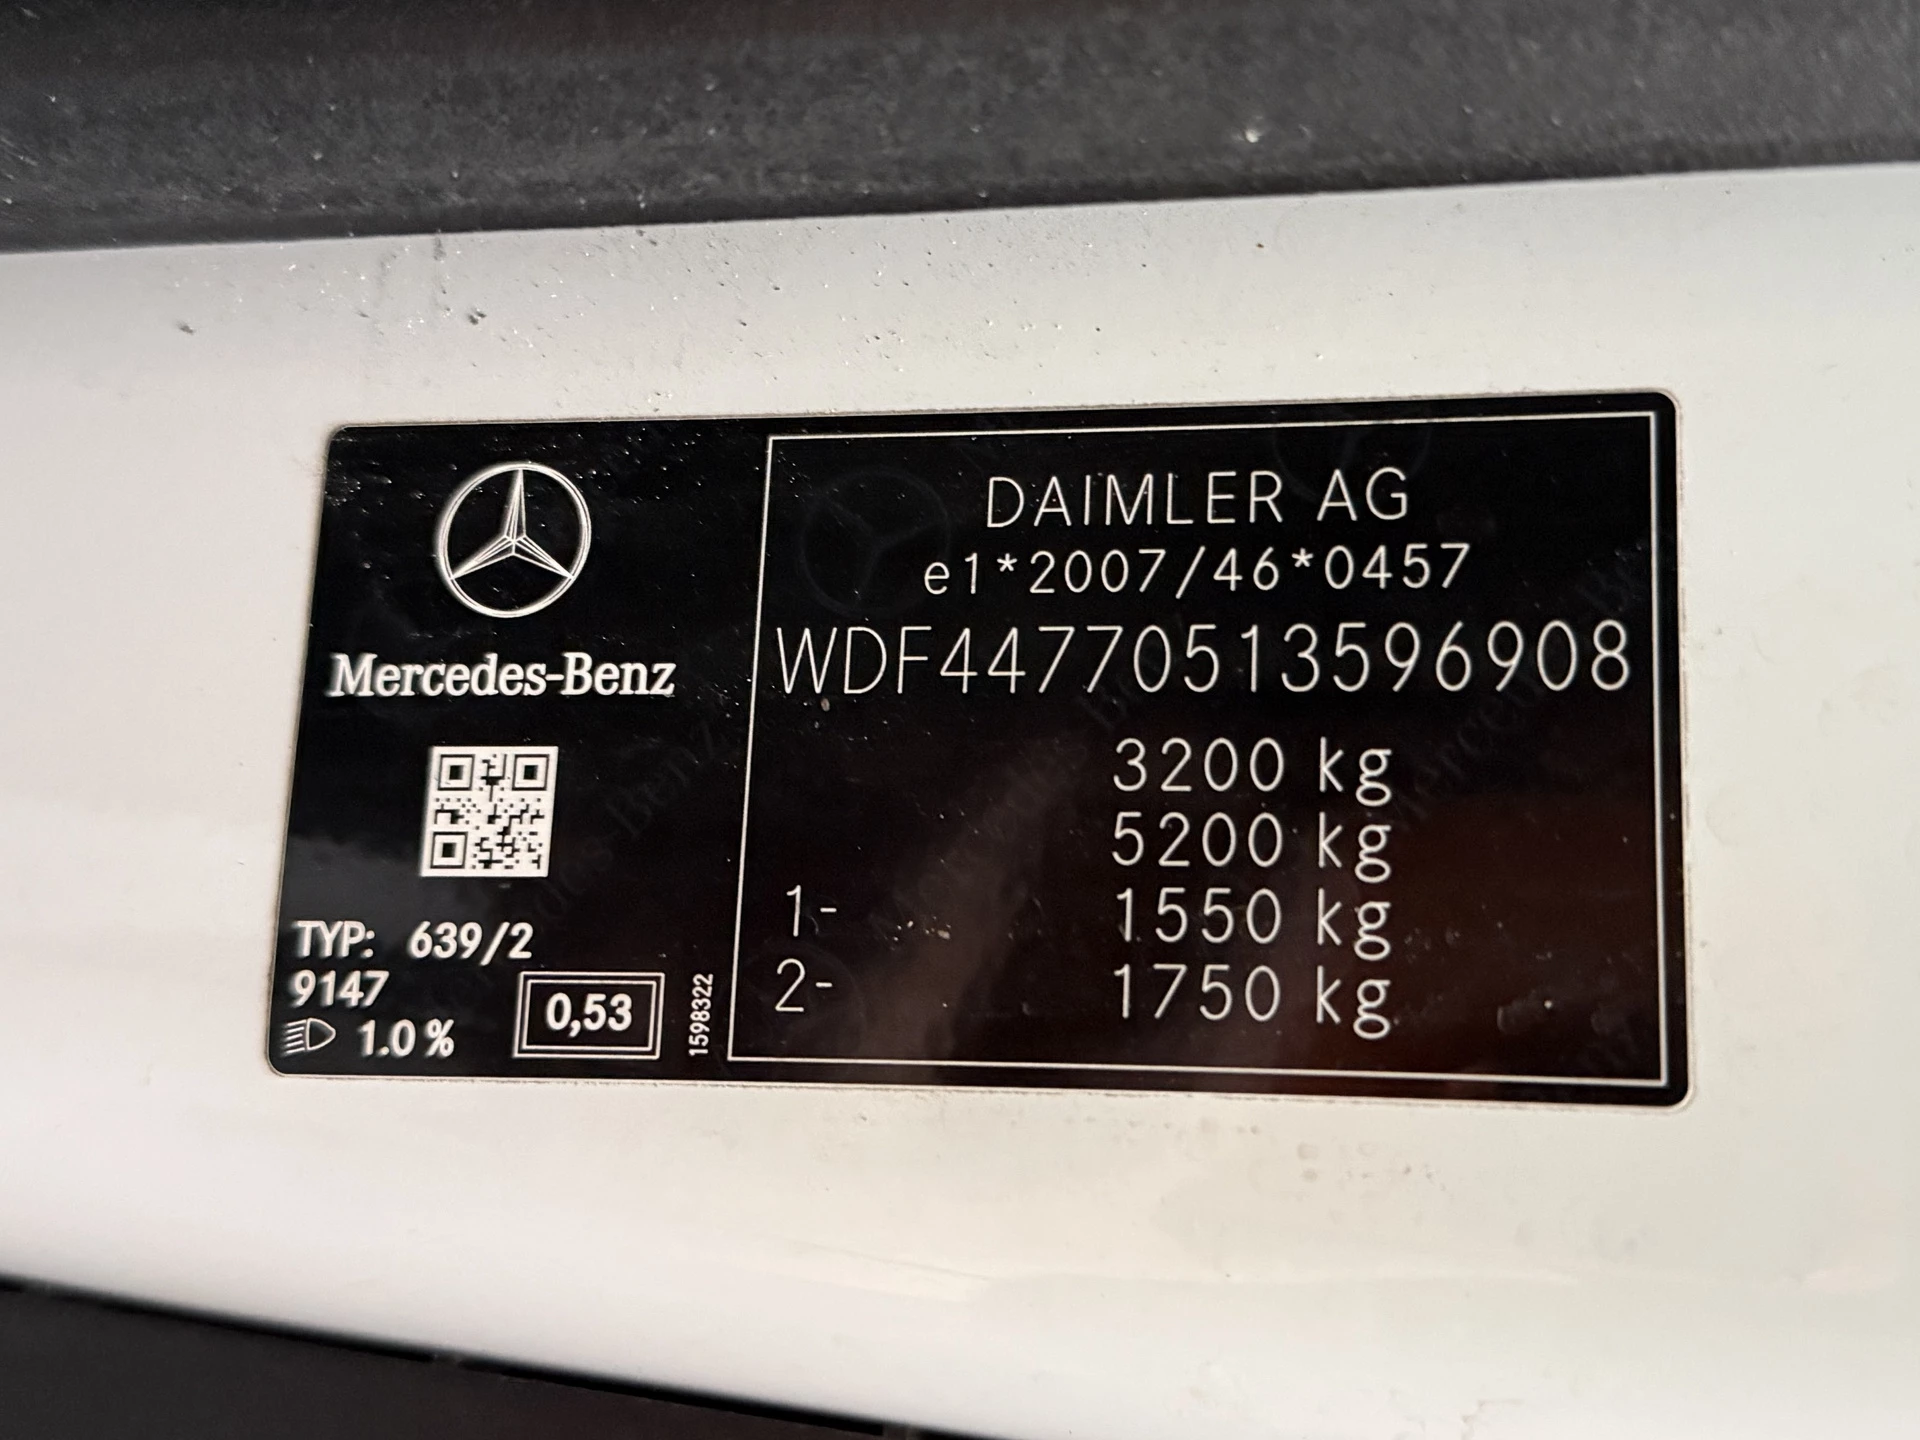 Mercedes-Benz
TYP: 639/2
9147
1.0%
0,53
1598322
DAIMLER AG
e1*2007/46*0457
WDF44770513596908
3200 kg
5200 kg
1- 1550 kg
2- 1750 kg